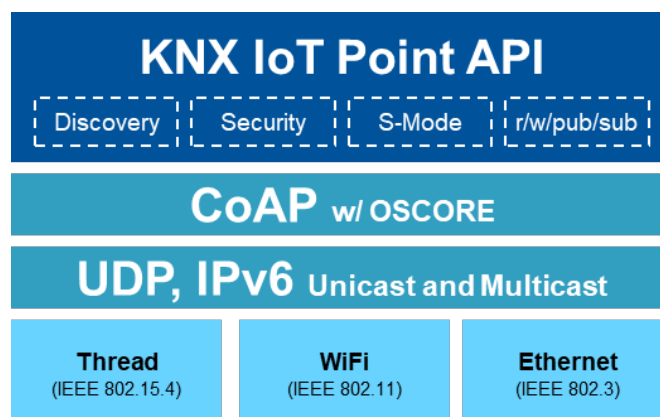 KNX IoT Point API
Discovery Security S-Mode r/w/pub/sub
CoAP w/ OSCORE
UDP, IPv6 Unicast and Multicast
Thread WiFi Ethernet
(IEEE 802.15.4) (IEEE 802.11) (IEEE 802.3)